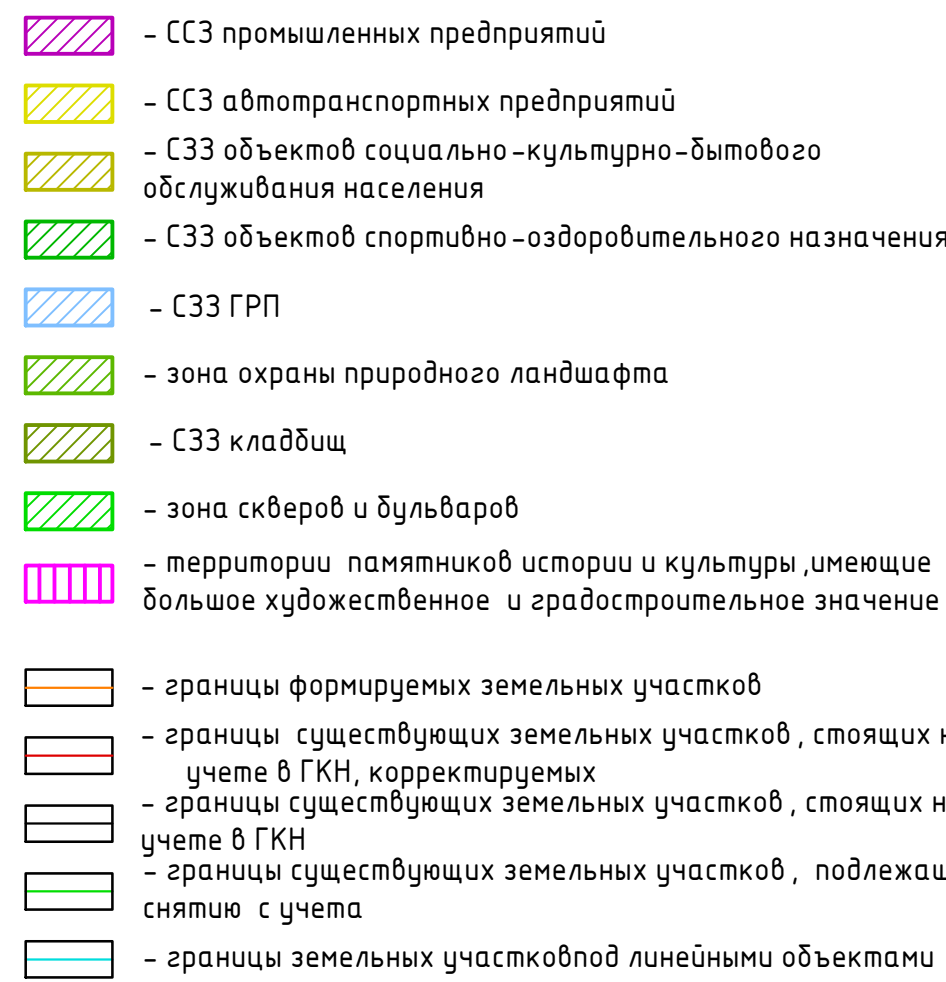 – ССЗ промышленных предприятий
– ССЗ автотранспортных предприятий
– СЗЗ объектов социально-культурно-бытового
обслуживания населения
– СЗЗ объектов спортивно-оздоровительного назначения
– СЗЗ ГРП
– зона охраны природного ландшафта
– СЗЗ кладбищ
– зона скверов и бульваров
– территории памятников истории и культуры ,имеющие
большое художественное и градостроительное значение
– границы формируемых земельных участков
– границы существующих земельных участков , стоящих н
учете в ГКН, корректируемых
– границы существующих земельных участков , стоящих н
учете в ГКН
– границы существующих земельных участков , подлежащ
снятию с учета
– границы земельных участковпод линейными объектами